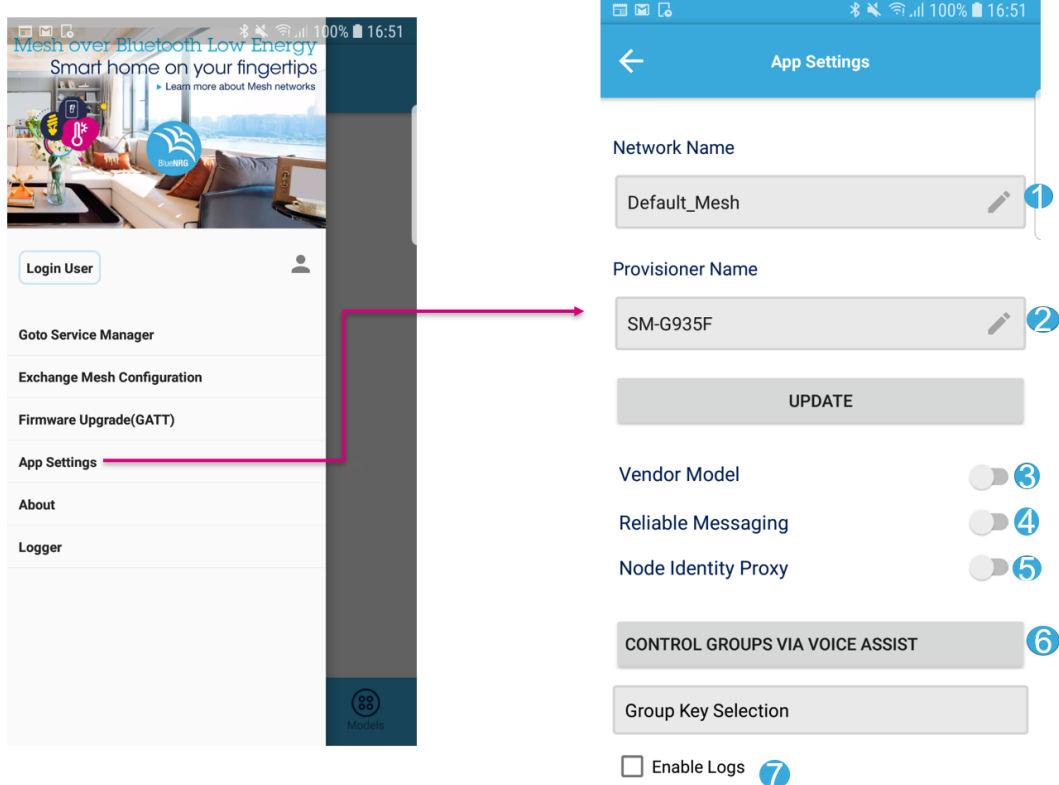 100% 16:51
Mesh over Bluetooth Low Energy
Smart home on your fingertips
Learn more about Mesh networks
BlueNRG
Login User
Goto Service Manager
Exchange Mesh Configuration
Firmware Upgrade(GATT)
App Settings
About
Logger
Models
100% 16:51
App Settings
Network Name
Default_Mesh
1
Provisioner Name
SM-G935F
2
UPDATE
Vendor Model
3
Reliable Messaging
4
Node Identity Proxy
5
CONTROL GROUPS VIA VOICE ASSIST
6
Group Key Selection
Enable Logs
7